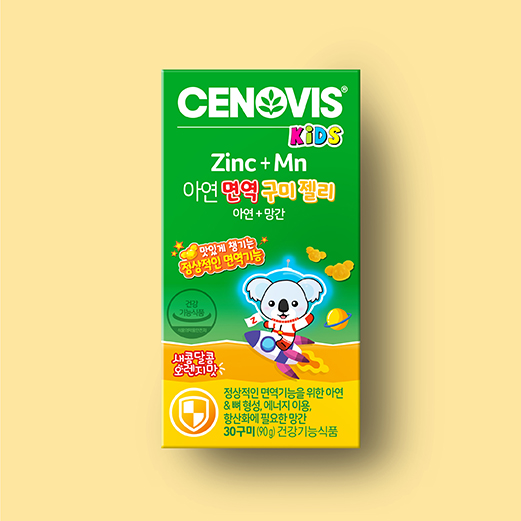 CENOVIS®
KiDS
Zinc + Mn
아연 면역 구미 젤리
아연 + 망간
맛있게 챙기는
정상적인 면역기능
건강
기능식품
Z
새콤달콤
오렌지맛
정상적인 면역기능을 위한 아연
& 뼈 형성, 에너지 이용,
항산화에 필요한 망간
30구미 (90g) 건강기능식품